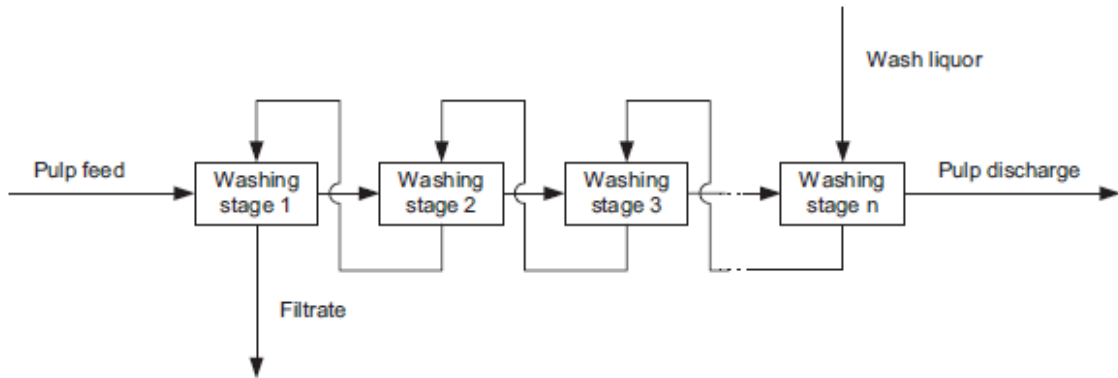 Wash liquor
Pulp feed
Washing
stage 1
Washing
stage 2
Washing
stage 3
Washing
stage n
Pulp discharge
Filtrate